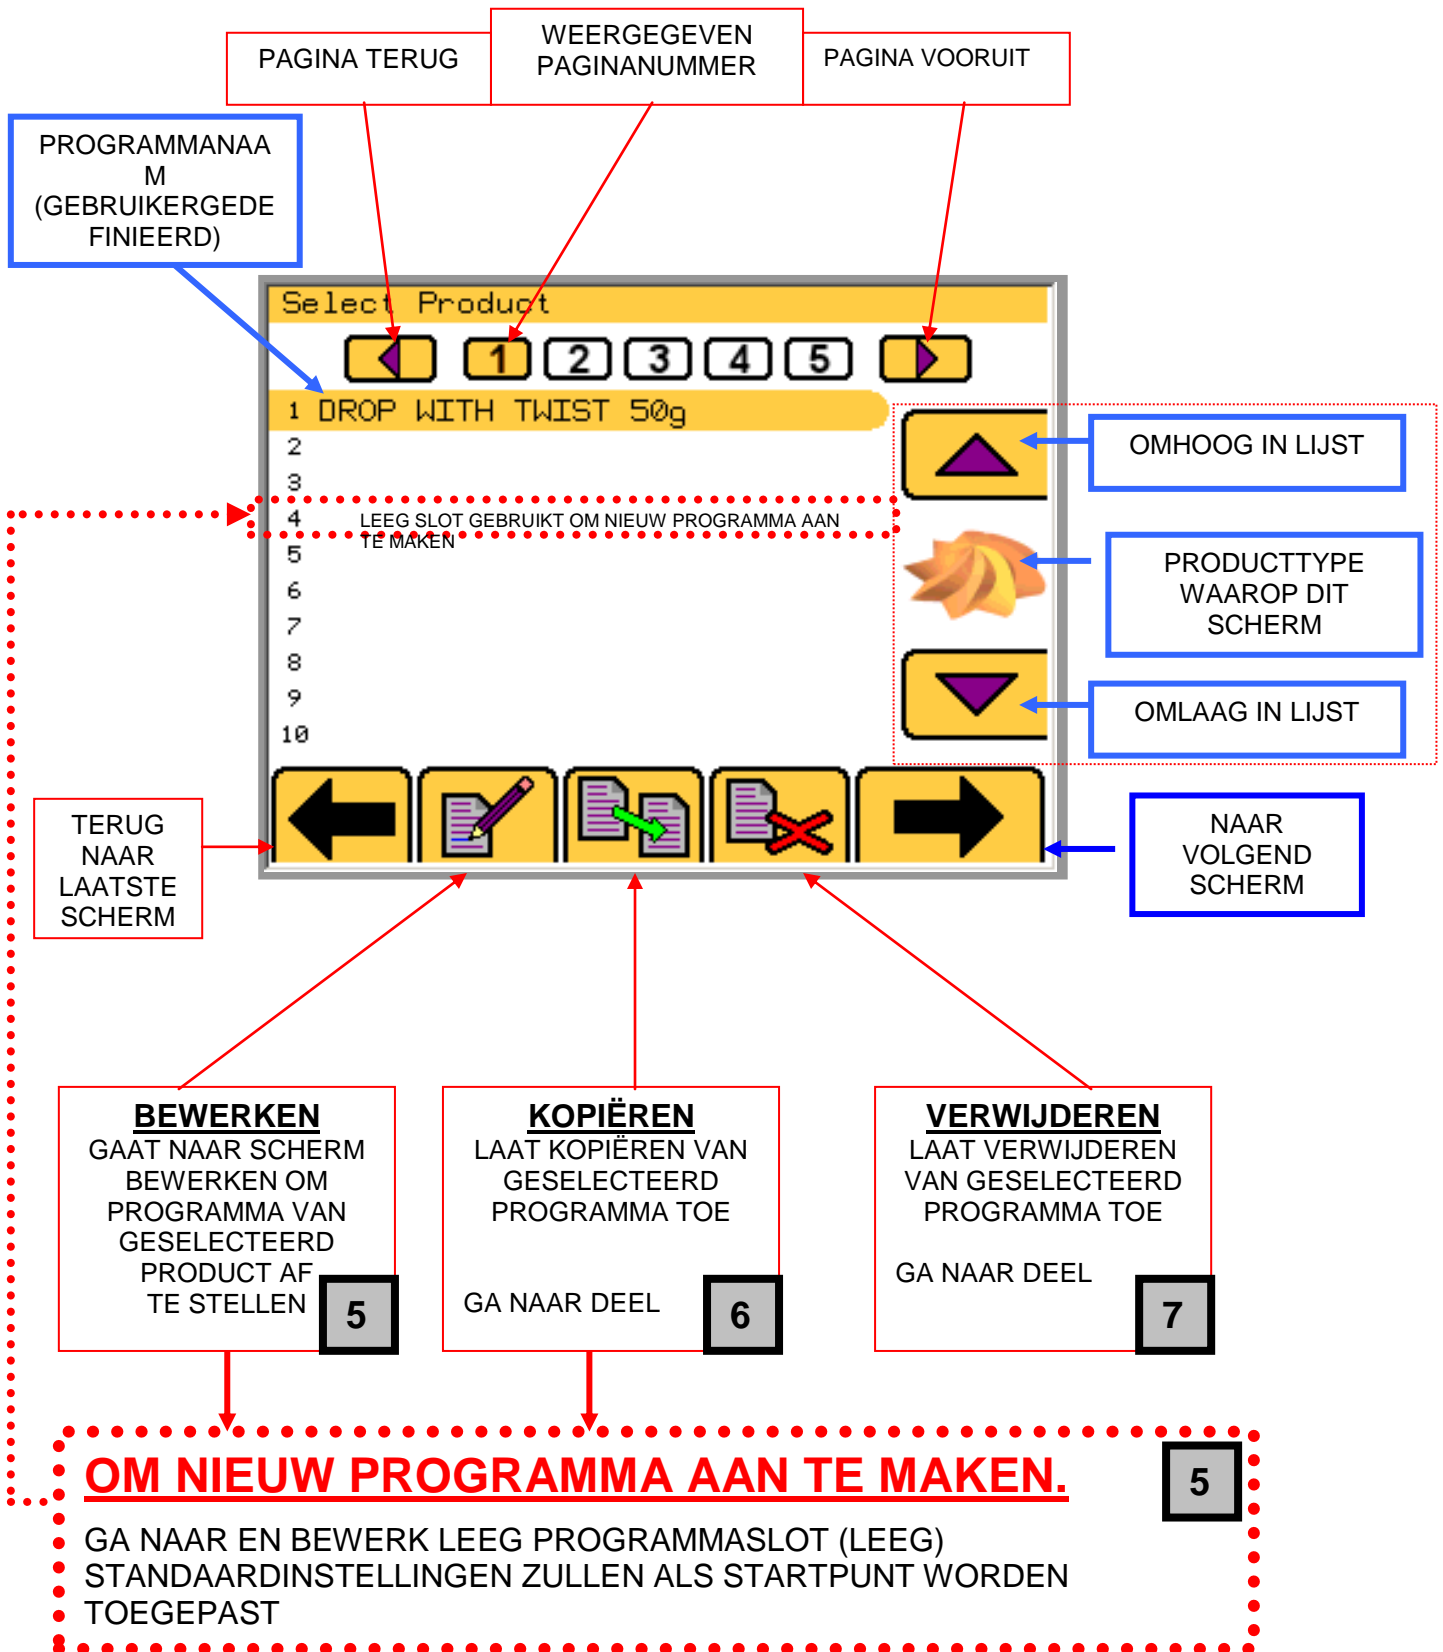 PAGINA TERUG
WEERGEGEVEN
PAGINANUMMER
PAGINA VOORUIT
PROGRAMMANAA
M
(GEBRUIKERGEDE
FINIEERD)
Select Product
1 2 3 4 5
1 DROP WITH TWIST 50g
2
3
4 LEEG SLOT GEBRUIKT OM NIEUW PROGRAMMA AAN
TE MAKEN
5
6
7
8
9
10
OMHOOG IN LIJST
PRODUCTTYPE
WAAROP DIT
SCHERM
OMLAAG IN LIJST
TERUG
NAAR
LAATSTE
SCHERM
NAAR
VOLGEND
SCHERM
BEWERKEN
GAAT NAAR SCHERM
BEWERKEN OM
PROGRAMMA VAN
GESELECTEERD
PRODUCT AF
TE STELLEN
5
KOPIËREN
LAAT KOPIËREN VAN
GESELECTEERD
PROGRAMMA TOE
GA NAAR DEEL
6
VERWIJDEREN
LAAT VERWIJDEREN
VAN GESELECTEERD
PROGRAMMA TOE
GA NAAR DEEL
7
OM NIEUW PROGRAMMA AAN TE MAKEN.
5
GA NAAR EN BEWERK LEEG PROGRAMMASLOT (LEEG)
STANDAARDINSTELLINGEN ZULLEN ALS STARTPUNT WORDEN
TOEGEPAST